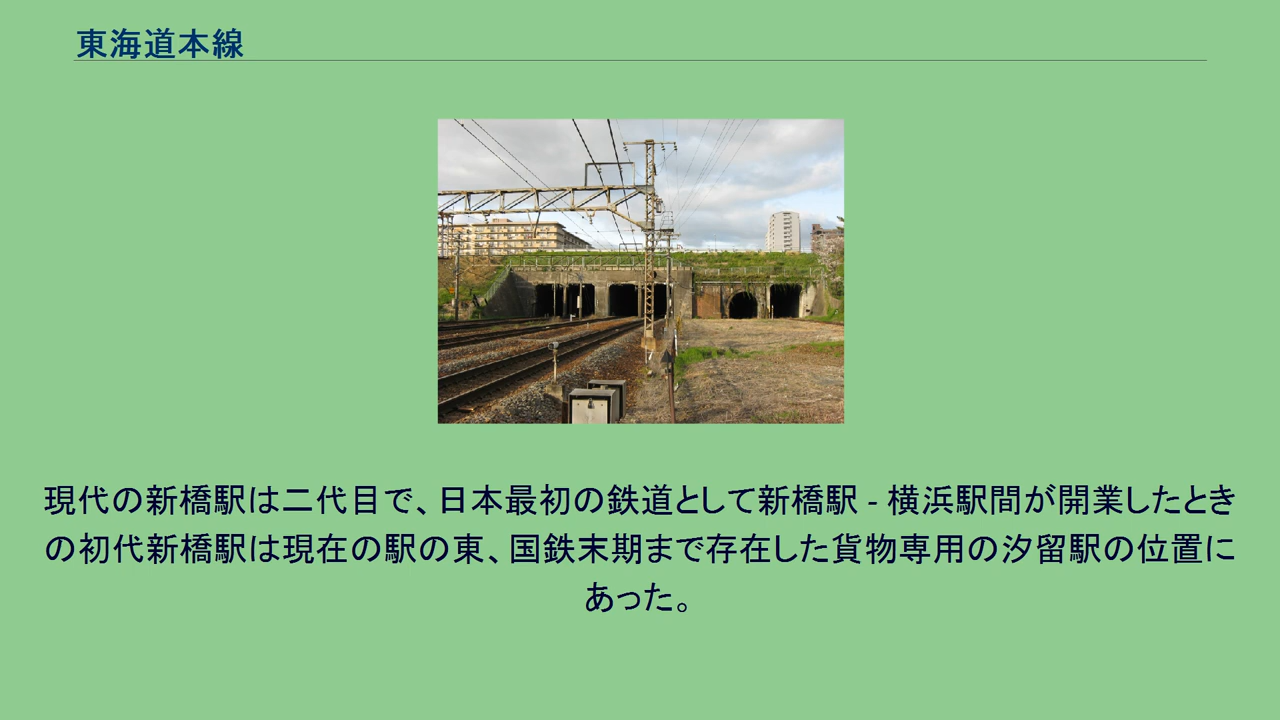 東海道本線
現代の新橋駅は二代目で、日本最初の鉄道として新橋駅 - 横浜駅間が開業したとき
の初代新橋駅は現在の駅の東、国鉄末期まで存在した貨物専用の汐留駅の位置に
あった。